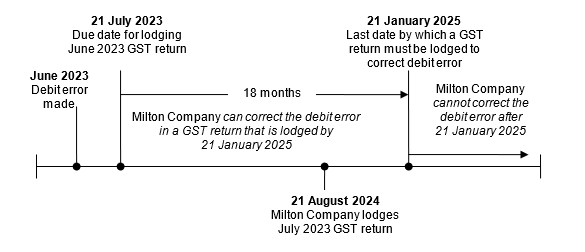 21 July 2023
Due date for lodging
June 2023 GST return
21 January 2025
Last date by which a GST
return must be lodged to
correct debit error
June 2023
Debit error
made
18 months
Milton Company can correct the debit error
in a GST return that is lodged by
21 January 2025
Milton Company
cannot correct the
debit error after
21 January 2025
21 August 2024
Milton Company lodges
July 2023 GST return